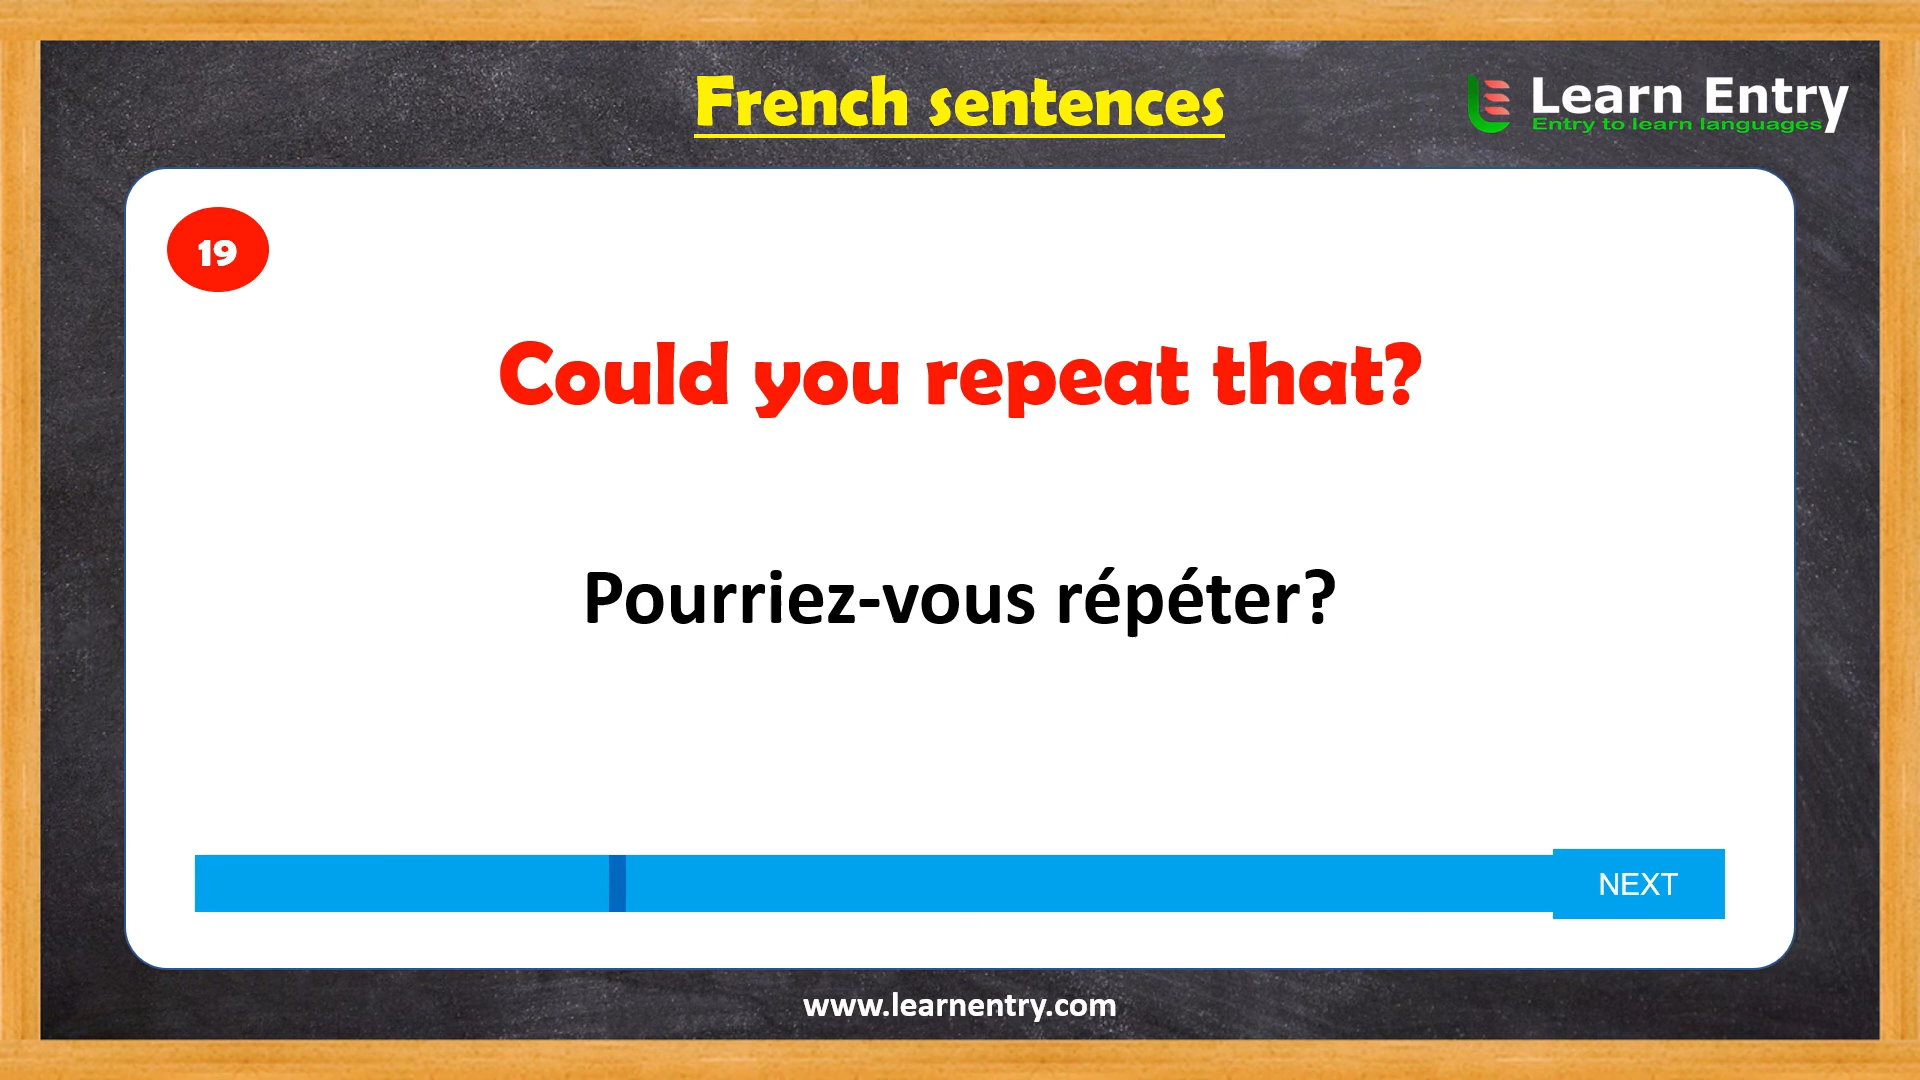 French sentences
Learn Entry
Entry to learn languages
19
Could you repeat that?
Pourriez-vous répéter?
NEXT
www.learnentry.com